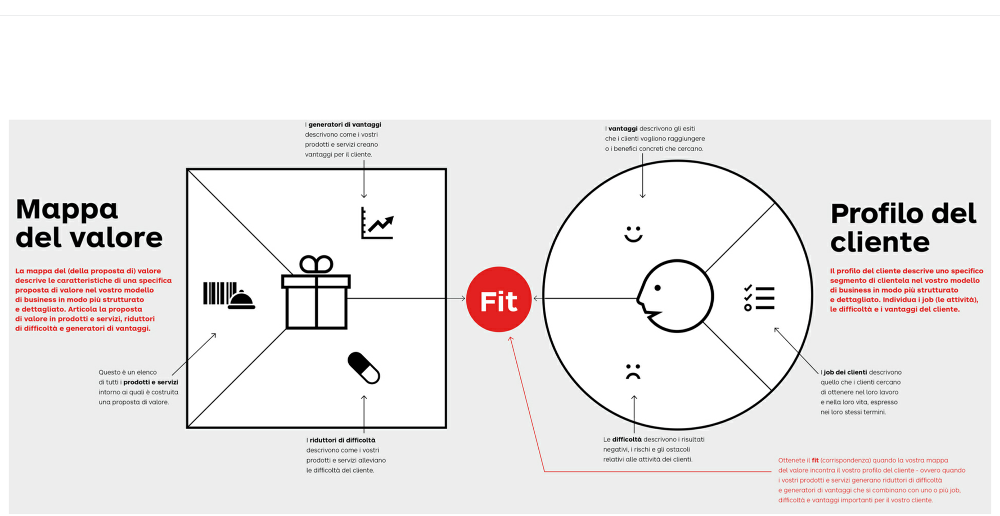 I generatori di vantaggi
descrivono come i vostri
prodotti e servizi creano
vantaggi per il cliente.
I vantaggi descrivono gli esiti
che i clienti vogliono raggiungere
o i benefici concreti che cercano.
Mappa
del valore
La mappa del (della proposta di) valore
descrive le caratteristiche di una specifica
proposta di valore nel vostro modello
di business in modo più strutturato
e dettagliato. Articola la proposta
di valore in prodotti e servizi, riduttori
di difficoltà e generatori di vantaggi.
Questo è un elenco
di tutti i prodotti e servizi
intorno ai quali è costruita
una proposta di valore.
I riduttori di difficoltà
descrivono come i vostri
prodotti e servizi alleviano
le difficoltà del cliente.
Fit
Profilo del
cliente
Il profilo del cliente descrive uno specifico
segmento di clientela nel vostro modello
di business in modo più strutturato
e dettagliato. Individua i job (le attività),
le difficoltà e i vantaggi del cliente.
I job dei clienti descrivono
quello che i clienti cercano
di ottenere nel loro lavoro
e nella loro vita, espresso
nei loro stessi termini.
Le difficoltà descrivono i risultati
negativi, i rischi e gli ostacoli
relativi alle attività dei clienti.
Ottenete il fit (corrispondenza) quando la vostra mappa
del valore incontra il vostro profilo del cliente - ovvero quando
i vostri prodotti e servizi generano riduttori di difficoltà
e generatori di vantaggi che si combinano con uno o più job,
difficoltà e vantaggi importanti per il vostro cliente.